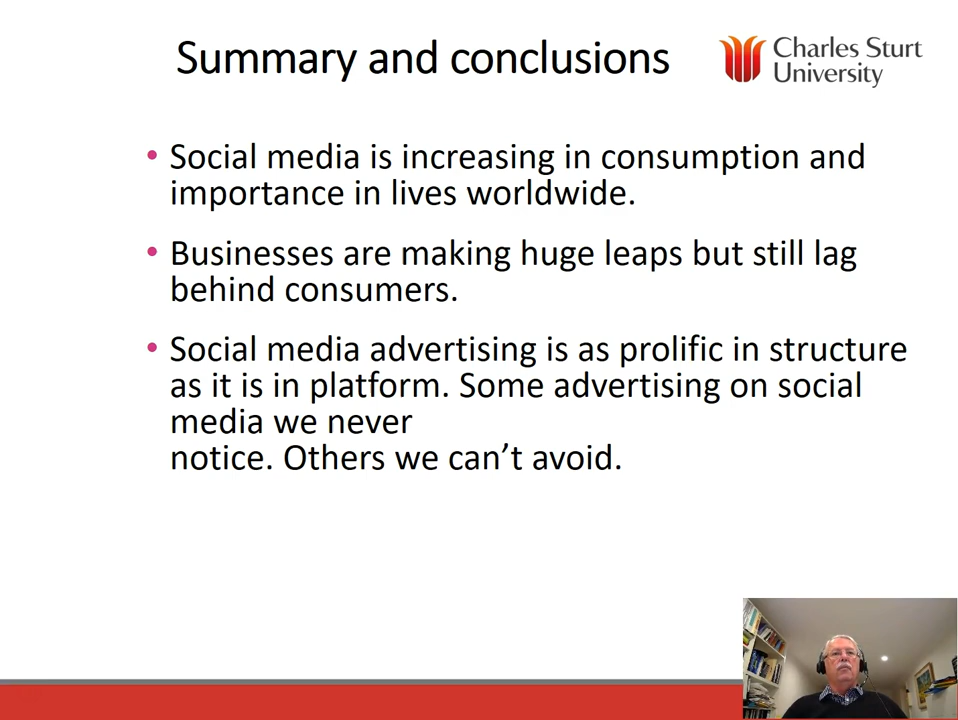 Summary and conclusions
Charles Sturt
University
• Social media is increasing in consumption and
importance in lives worldwide.
• Businesses are making huge leaps but still lag
behind consumers.
• Social media advertising is as prolific in structure
as it is in platform. Some advertising on social
media we never
notice. Others we can’t avoid.